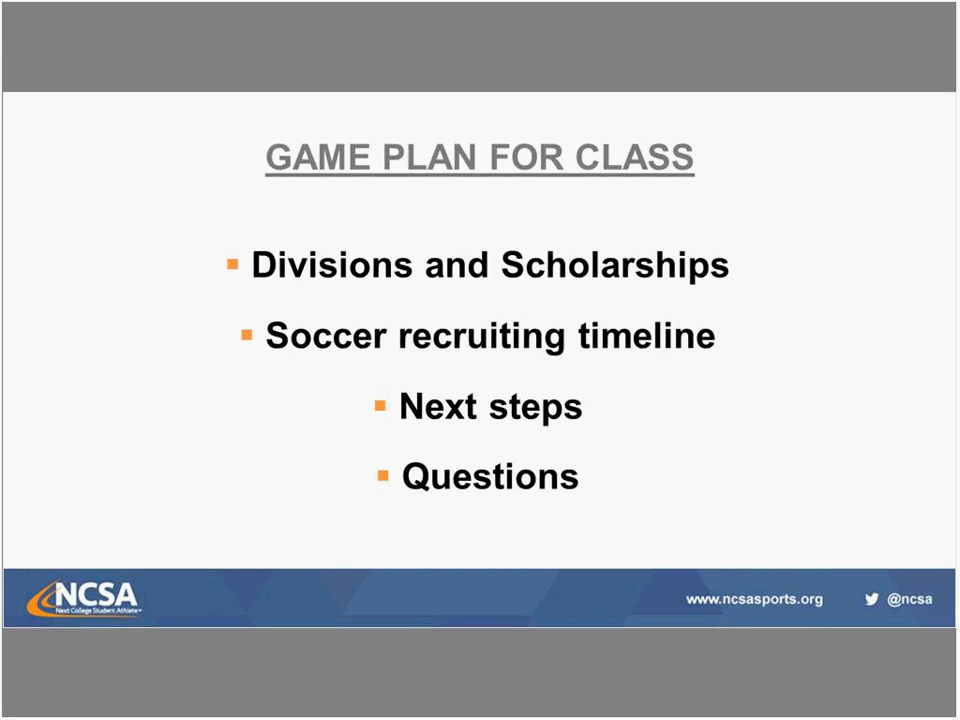 GAME PLAN FOR CLASS
▪ Divisions and Scholarships
▪ Soccer recruiting timeline
▪ Next steps
▪ Questions
NCSA
Next College Student Athlete™
www.ncsasports.org @ncsa